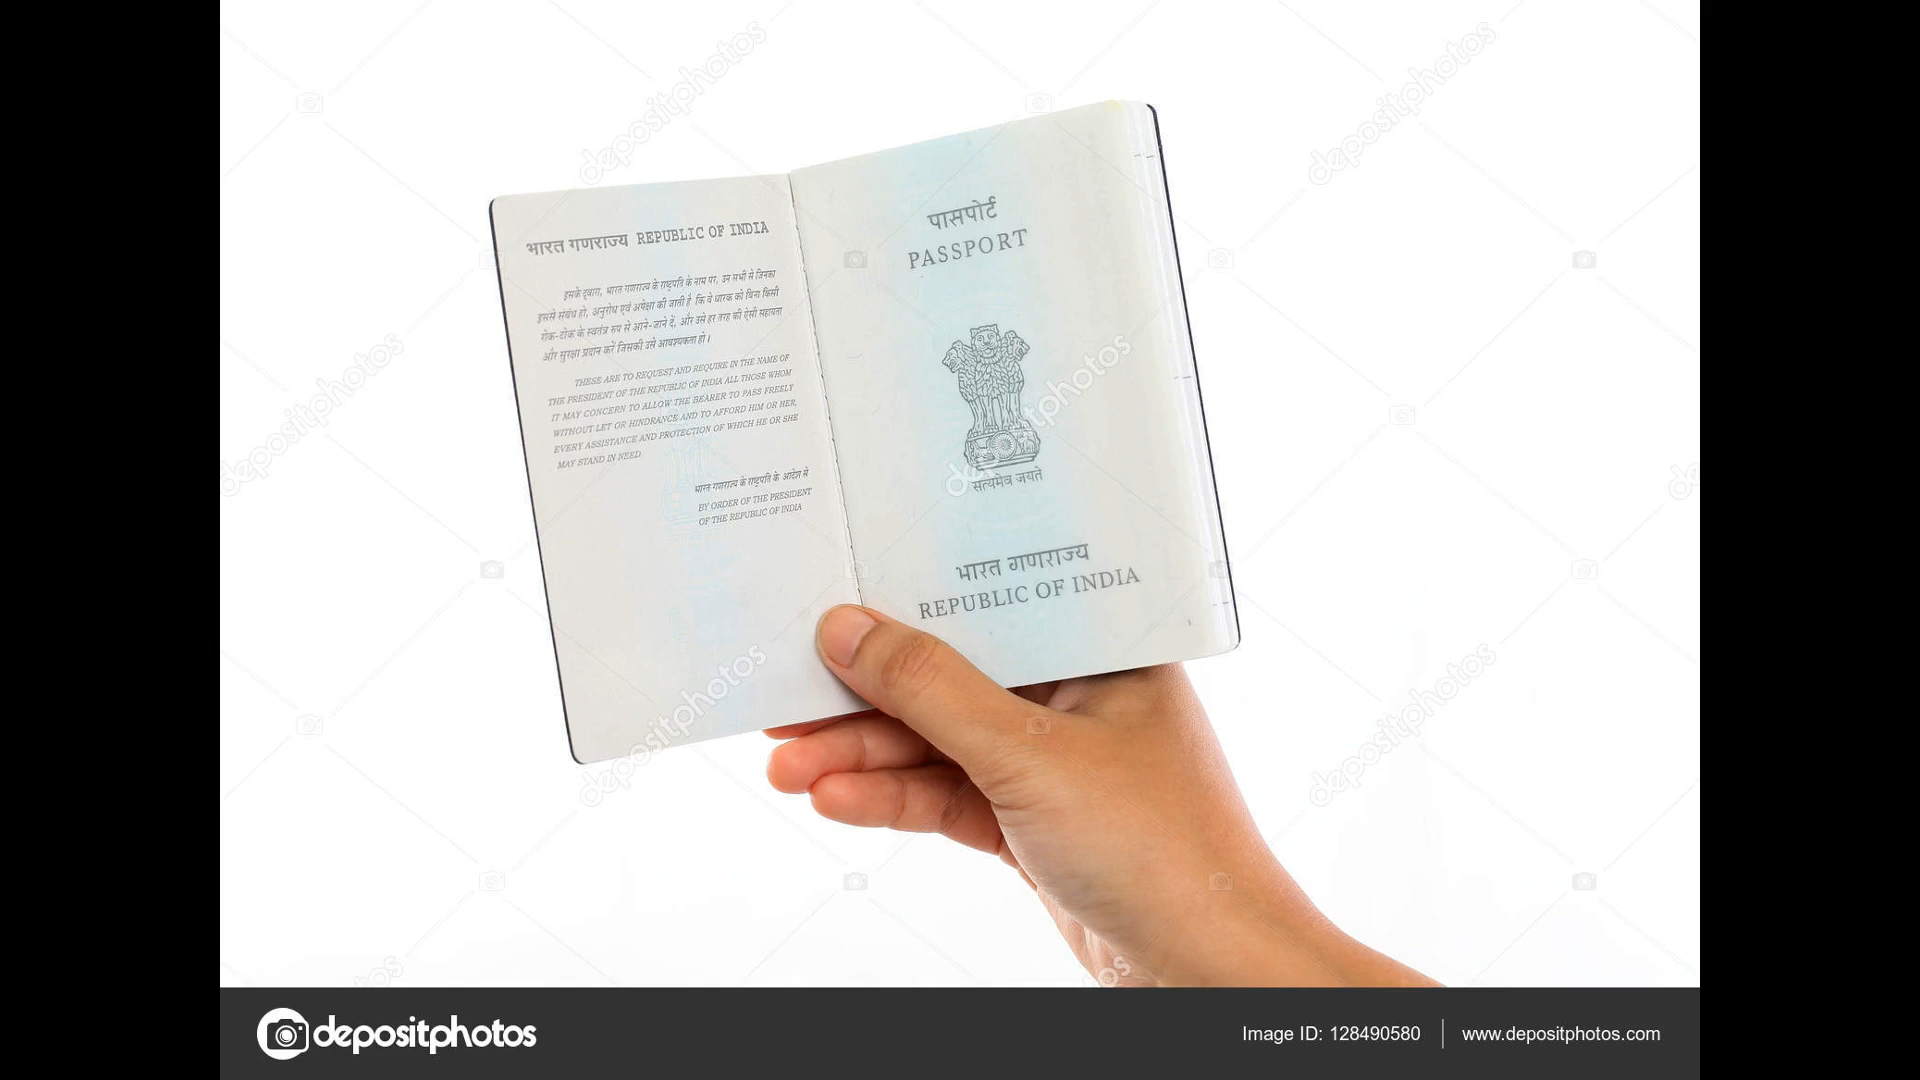 भारत गणराज्य REPUBLIC OF INDIA
इसके द्वारा, भारत गणराज्य के राष्ट्रपति के नाम पर, उन सभी से जिनका
इससे संबंध हो, अनुरोध एवं अपेक्षा की जाती है कि वे धारक को बिना किसी
रोक-टोक के स्वतंत्र रूप से आने-जाने दें, और उसे हर तरह की ऐसी सहायता
और सुरक्षा प्रदान करें जिसकी उसे आवश्यकता हो।
THESE ARE TO REQUEST AND REQUIRE IN THE NAME OF
THE PRESIDENT OF THE REPUBLIC OF INDIA ALL THOSE WHOM
IT MAY CONCERN TO ALLOW THE BEARER TO PASS FREELY
WITHOUT LET OR HINDRANCE AND TO AFFORD HIM OR HER,
EVERY ASSISTANCE AND PROTECTION OF WHICH HE OR SHE
MAY STAND IN NEED.
भारत गणराज्य के राष्ट्रपति के आदेश से
BY ORDER OF THE PRESIDENT
OF THE REPUBLIC OF INDIA
पासपोर्ट
PASSPORT
सत्यमेव जयते
भारत गणराज्य
REPUBLIC OF INDIA
depositphotos
Image ID: 128490580
www.depositphotos.com